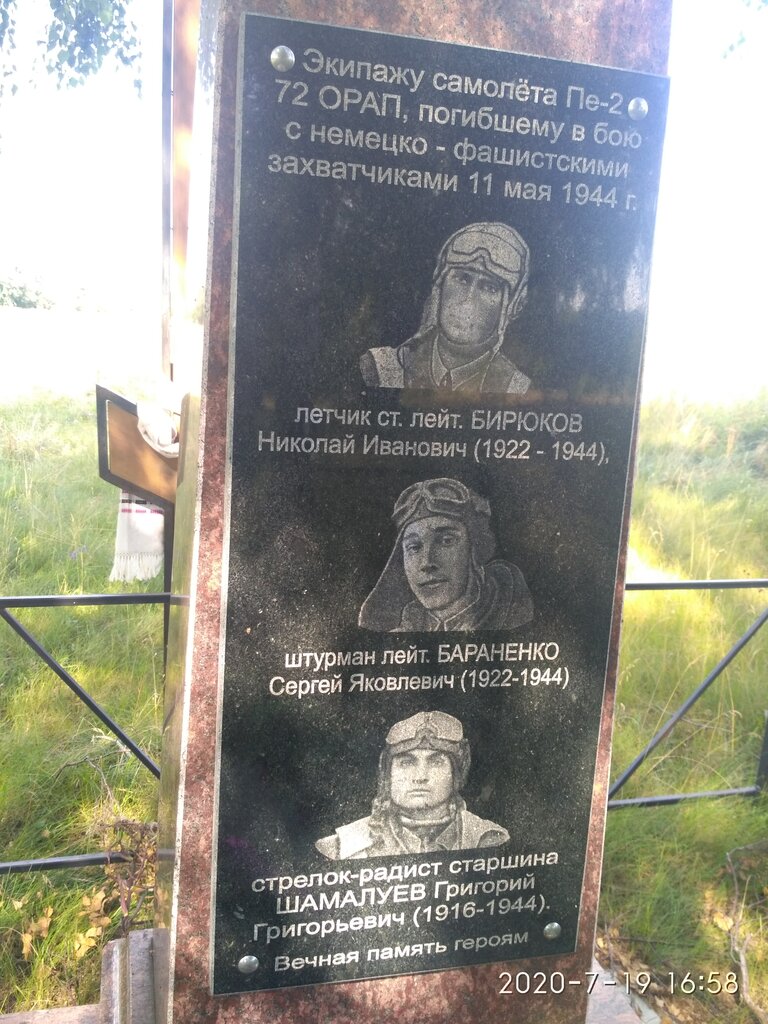 Экипажу самолёта Пе-2
72 ОРАП, погибшему в бою
с немецко - фашистскими
захватчиками 11 мая 1944 г.
летчик ст. лейт. БИРЮКОВ
Николай Иванович (1922 - 1944),
штурман лейт. БАРАНЕНКО
Сергей Яковлевич (1922-1944)
стрелок-радист старшина
ШАМАЛУЕВ Григорий
Григорьевич (1916-1944).
Вечная память героям
2020-7-19 16:58